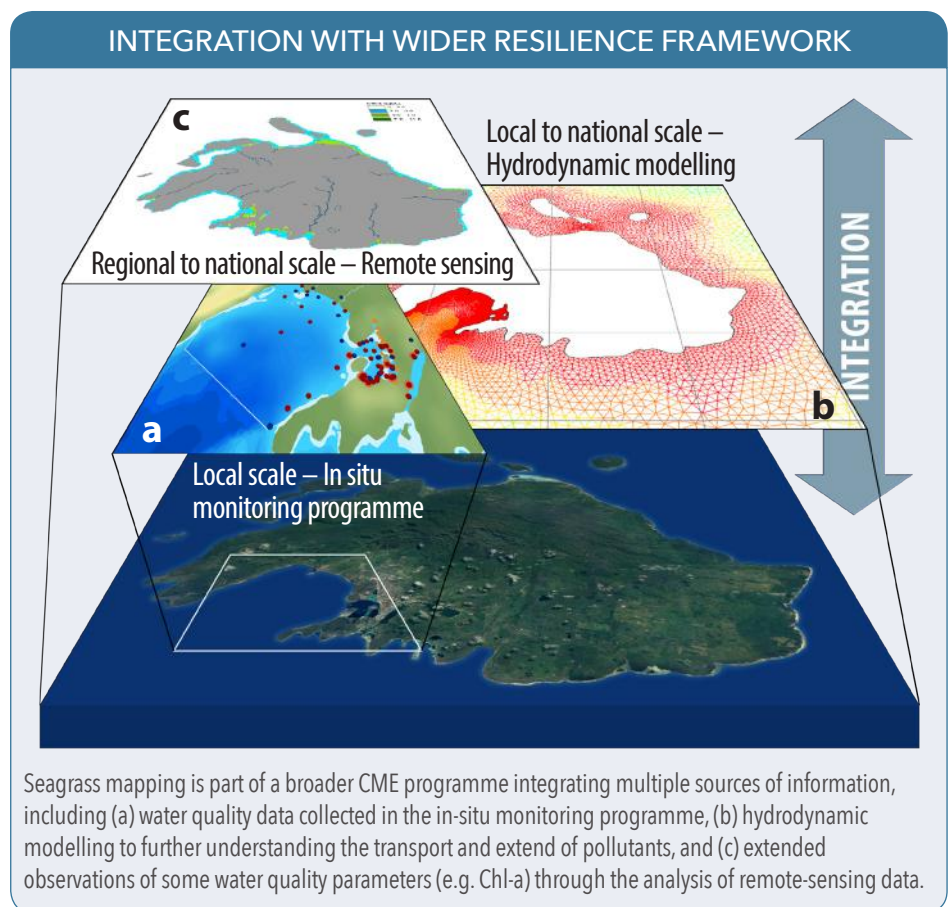 INTEGRATION WITH WIDER RESILIENCE FRAMEWORK
c
Local to national scale –
Hydrodynamic modelling
Regional to national scale – Remote sensing
INTEGRATION
b
a
Local scale – In situ
monitoring programme
Seagrass mapping is part of a broader CME programme integrating multiple sources of information,
including (a) water quality data collected in the in-situ monitoring programme, (b) hydrodynamic
modelling to further understanding the transport and extend of pollutants, and (c) extended
observations of some water quality parameters (e.g. Chl-a) through the analysis of remote-sensing data.